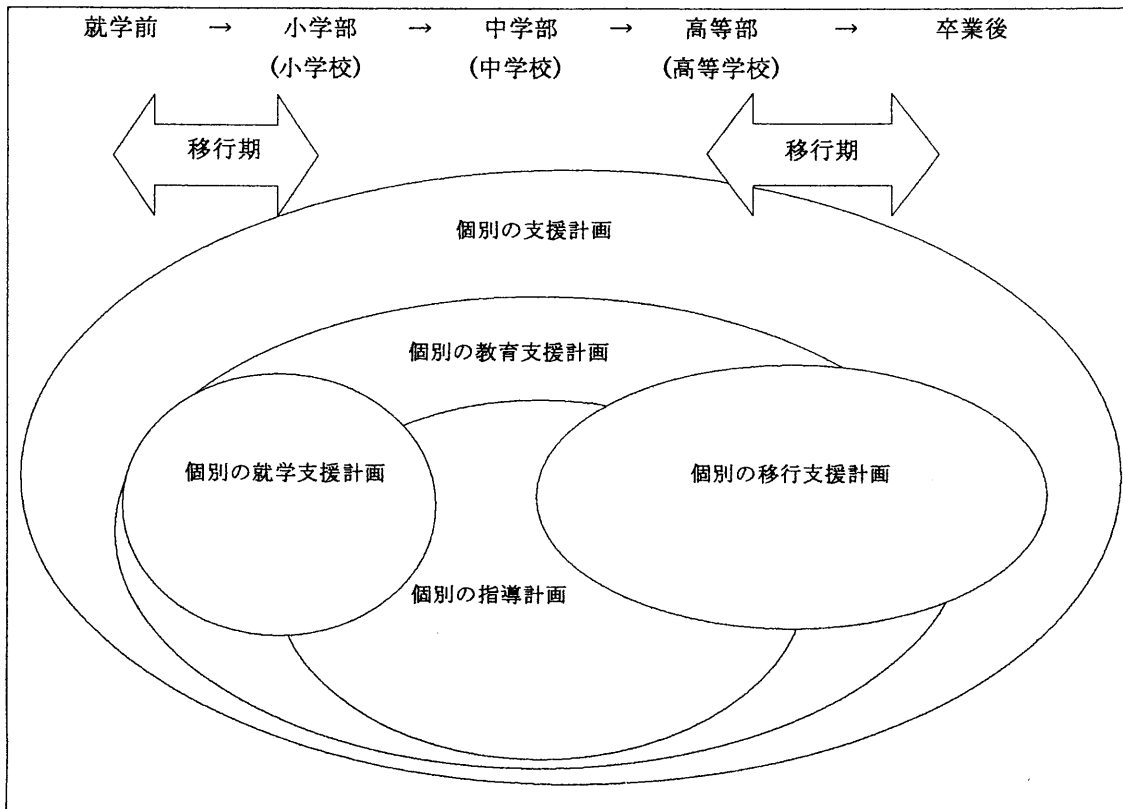 就学前 → 小学部 → 中学部 → 高等部 → 卒業後
(小学校) (中学校) (高等学校)
移行期 移行期
個別の支援計画
個別の教育支援計画
個別の就学支援計画 個別の移行支援計画
個別の指導計画